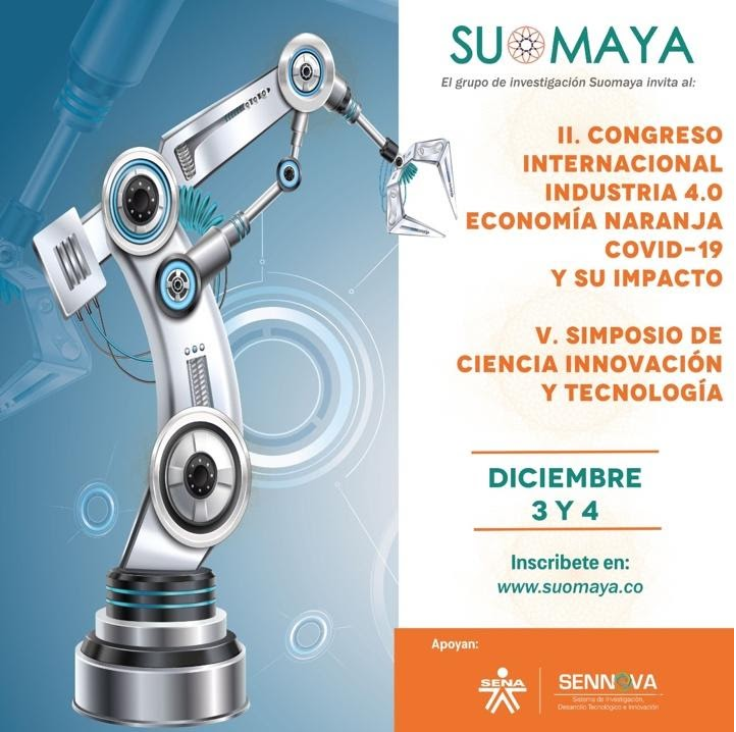 SUOMAYA
El grupo de investigación Suomaya invita al:
II. CONGRESO
INTERNACIONAL
INDUSTRIA 4.0
ECONOMÍA NARANJA
COVID-19
Y SU IMPACTO
V. SIMPOSIO DE
CIENCIA INNOVACIÓN
Y TECNOLOGÍA
DICIEMBRE
3 Y 4
Inscribete en:
www.suomaya.co
Apoyan:
SENA
SENNOVA
Sistema de Investigación,
Desarrollo Tecnológico e Innovación